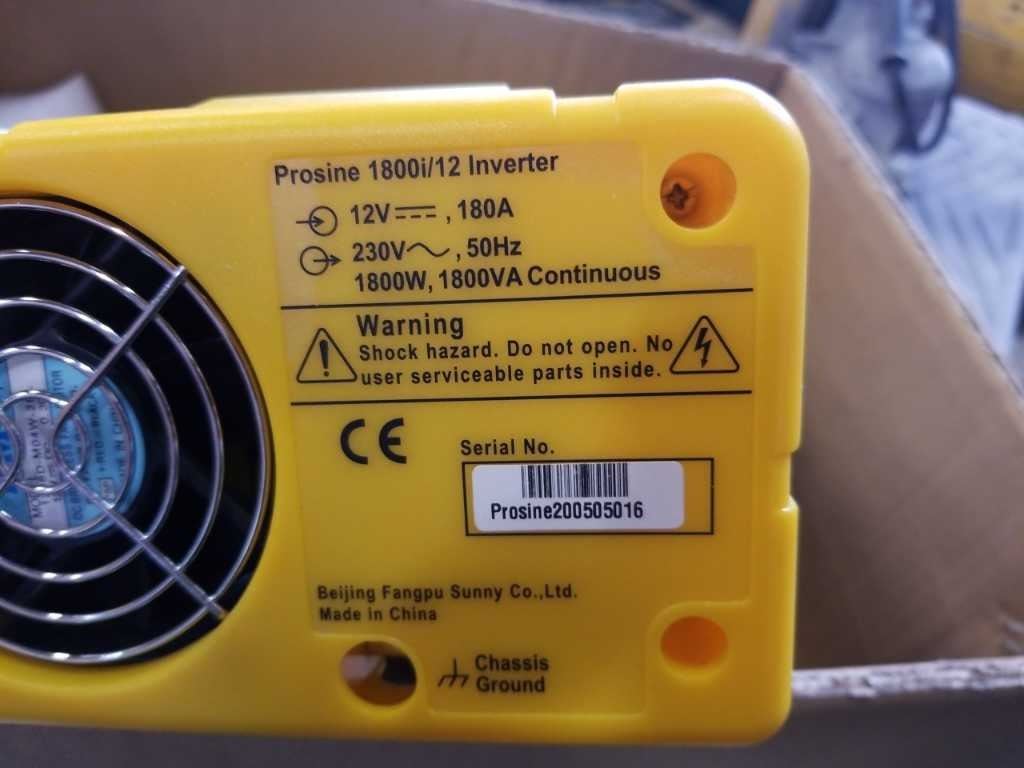 Prosine 1800i/12 Inverter
12V⎓, 180A
230V～, 50Hz
1800W, 1800VA Continuous
Warning
Shock hazard. Do not open. No
user serviceable parts inside.
CE
Serial No.
Prosine200505016
Beijing Fangpu Sunny Co.,Ltd.
Made in China
Chassis
Ground